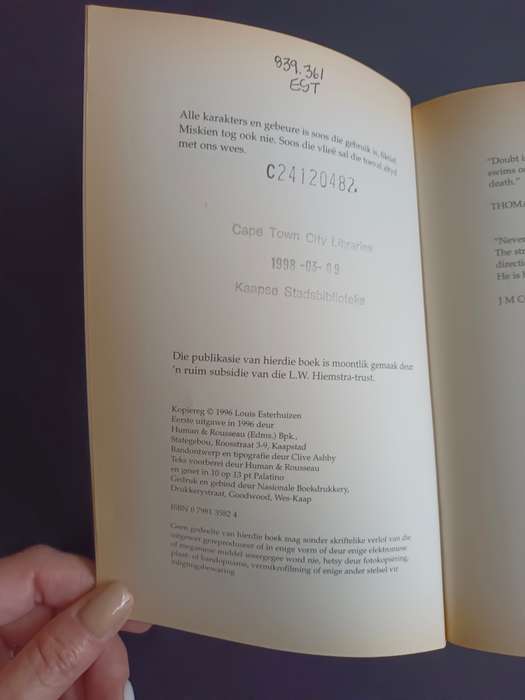 839.361
EST
Alle karakters en gebeure is soos die gebruik is, fiktief.
Miskien tog ook nie. Soos die vlieë sal die toeval altyd
met ons wees.
C24120482.
Cape Town City Libraries
1998 -03- 09
Kaapse Stadsbiblioteke
Die publikasie van hierdie boek is moontlik gemaak deur
'n ruim subsidie van die L.W. Hiemstra-trust.
Kopiereg © 1996 Louis Esterhuizen
Eerste uitgawe in 1996 deur
Human & Rousseau (Edms.) Bpk.,
Stategebou, Roosstraat 3-9, Kaapstad
Bandontwerp en tipografie deur Clive Ashby
Teks voorberei deur Human & Rousseau
en geset in 10 op 13 pt Palatino
Gedruk en gebind deur Nasionale Boekdrukkery,
Drukkerystraat, Goodwood, Wes-Kaap
ISBN 0 7981 3582 4
Geen gedeelte van hierdie boek mag sonder skriftelike verlof van die
uitgewer gereproduseer of in enige vorm of deur enige elektroniese
of meganiese middel weergegee word nie, hetsy deur fotokopiëring,
plaat- of bandopname, vermikrofilming of enige ander stelsel vir
inligtingsbewaring
"Doubt
swims
death."
THOMA
"Never
The
directi
He is
J M C